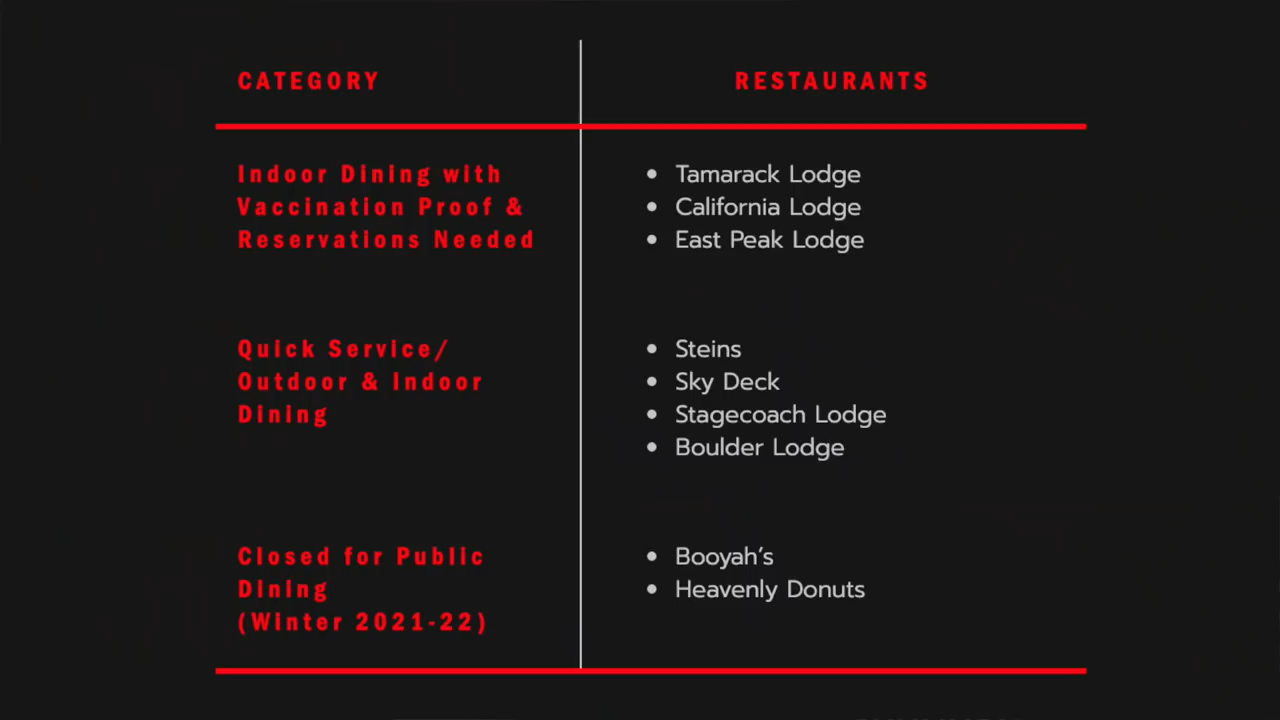 CATEGORY
RESTAURANTS
Indoor Dining with
Vaccination Proof &
Reservations Needed
• Tamarack Lodge
• California Lodge
• East Peak Lodge
Quick Service/
Outdoor & Indoor
Dining
• Steins
• Sky Deck
• Stagecoach Lodge
• Boulder Lodge
Closed for Public
Dining
(Winter 2021-22)
• Booyah’s
• Heavenly Donuts